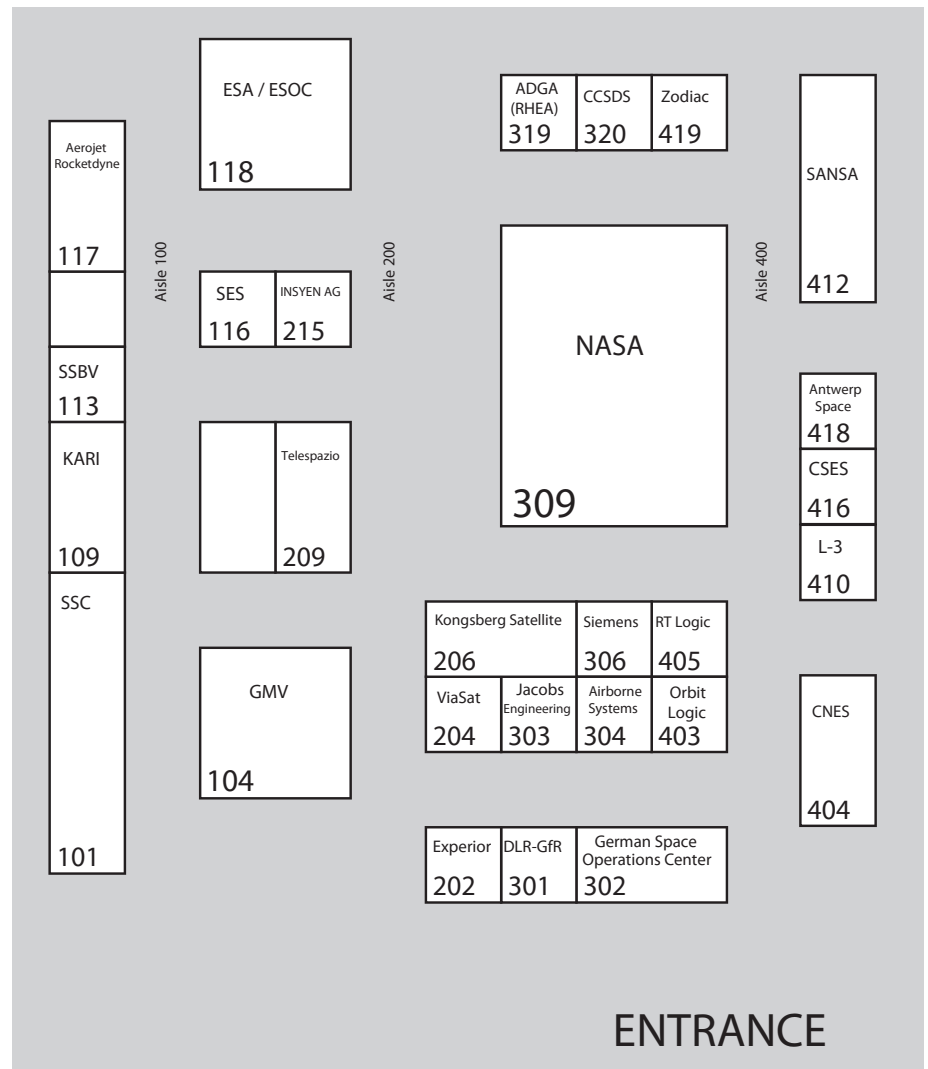 ESA / ESOC
118
ADGA
(RHEA)
319
CCSDS
320
Zodiac
419
SANSA
412
Aerojet
Rocketdyne
117
Aisle 100
Aisle 200
Aisle 400
SES
116
INSYEN AG
215
NASA
309
SSBV
113
KARI
109
Telespazio
209
Antwerp
Space
418
CSES
416
L-3
410
SSC
101
GMV
104
Kongsberg Satellite
206
Siemens
306
RT Logic
405
ViaSat
204
Jacobs
Engineering
303
Airborne
Systems
304
Orbit
Logic
403
CNES
404
Experior
202
DLR-GfR
301
German Space
Operations Center
302
ENTRANCE